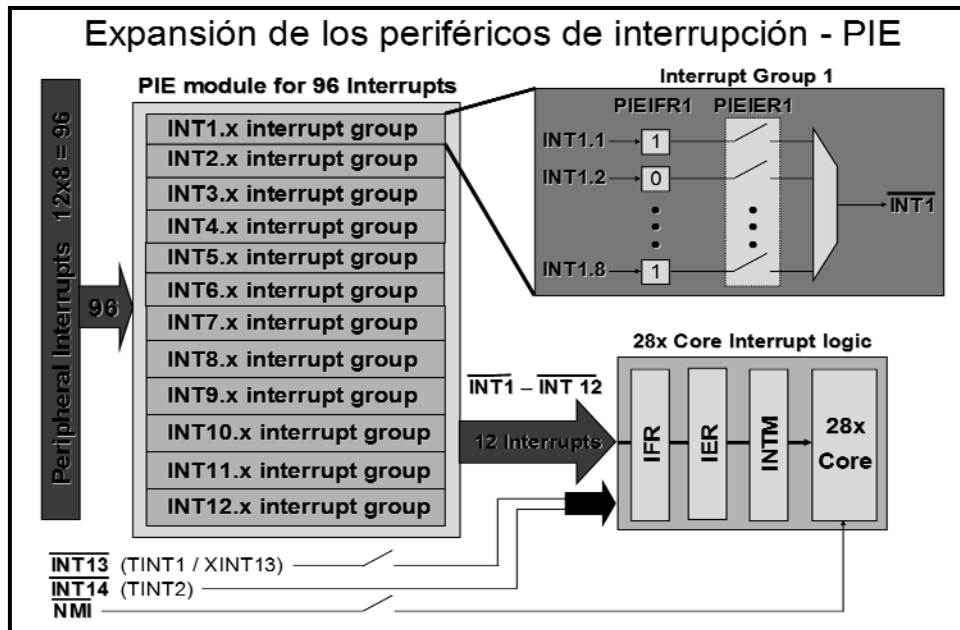 Expansión de los periféricos de interrupción - PIE
Peripheral Interrupts 12x8 = 96
96
PIE module for 96 Interrupts
INT1.x interrupt group
INT2.x interrupt group
INT3.x interrupt group
INT4.x interrupt group
INT5.x interrupt group
INT6.x interrupt group
INT7.x interrupt group
INT8.x interrupt group
INT9.x interrupt group
INT10.x interrupt group
INT11.x interrupt group
INT12.x interrupt group
Interrupt Group 1
PIEIFR1 PIEIER1
INT1.1 1
INT1.2 0
INT1
INT1.8 1
28x Core Interrupt logic
INT1 – INT 12
12 Interrupts
IFR
IER
INTM
28x
Core
INT13 (TINT1 / XINT13)
INT14 (TINT2)
NMI